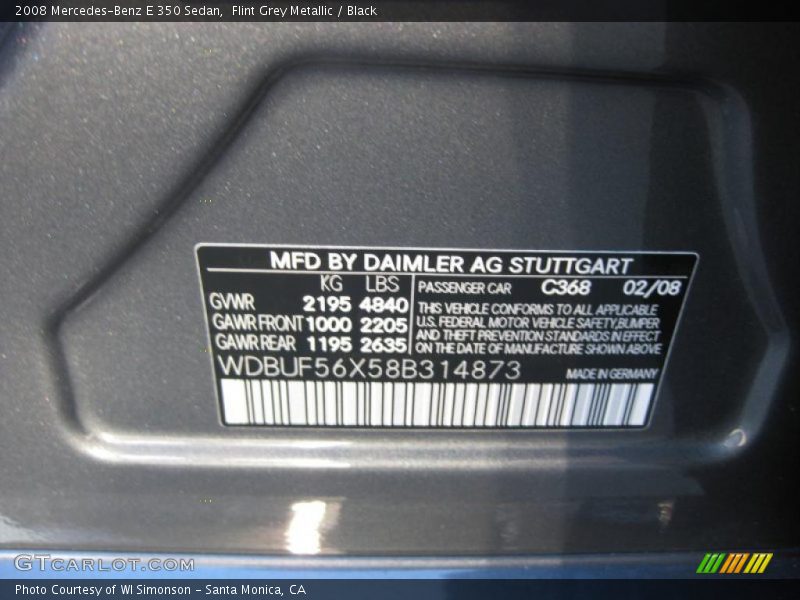 2008 Mercedes-Benz E 350 Sedan, Flint Grey Metallic / Black
MFD BY DAIMLER AG STUTTGART
KG LBS
GVWR 2195 4840
GAWR FRONT 1000 2205
GAWR REAR 1195 2635
PASSENGER CAR C368 02/08
THIS VEHICLE CONFORMS TO ALL APPLICABLE
U.S. FEDERAL MOTOR VEHICLE SAFETY,BUMPER
AND THEFT PREVENTION STANDARDS IN EFFECT
ON THE DATE OF MANUFACTURE SHOWN ABOVE
WDBUF56X58B314873 MADE IN GERMANY
GTCARLOT.COM
Photo Courtesy of WI Simonson - Santa Monica, CA